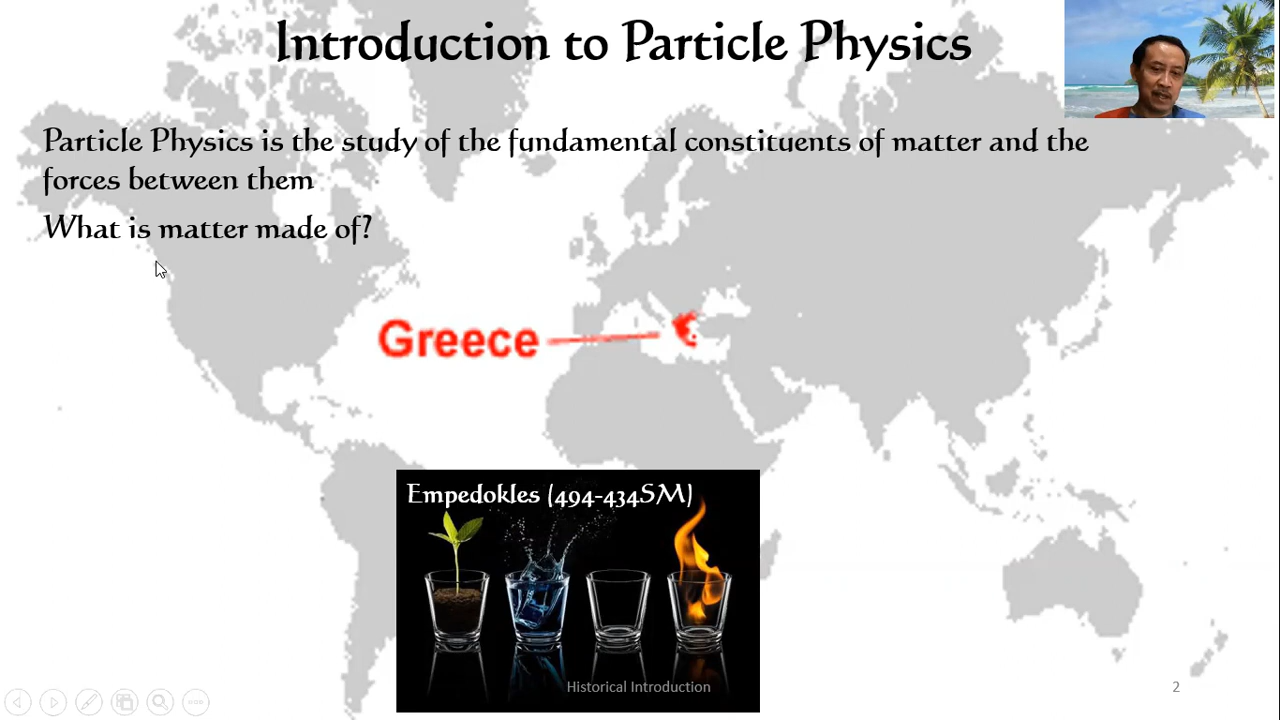 Introduction to Particle Physics
Particle Physics is the study of the fundamental constituents of matter and the
forces between them
What is matter made of?
Greece
Empedokles (494-434SM)
Historical Introduction
2